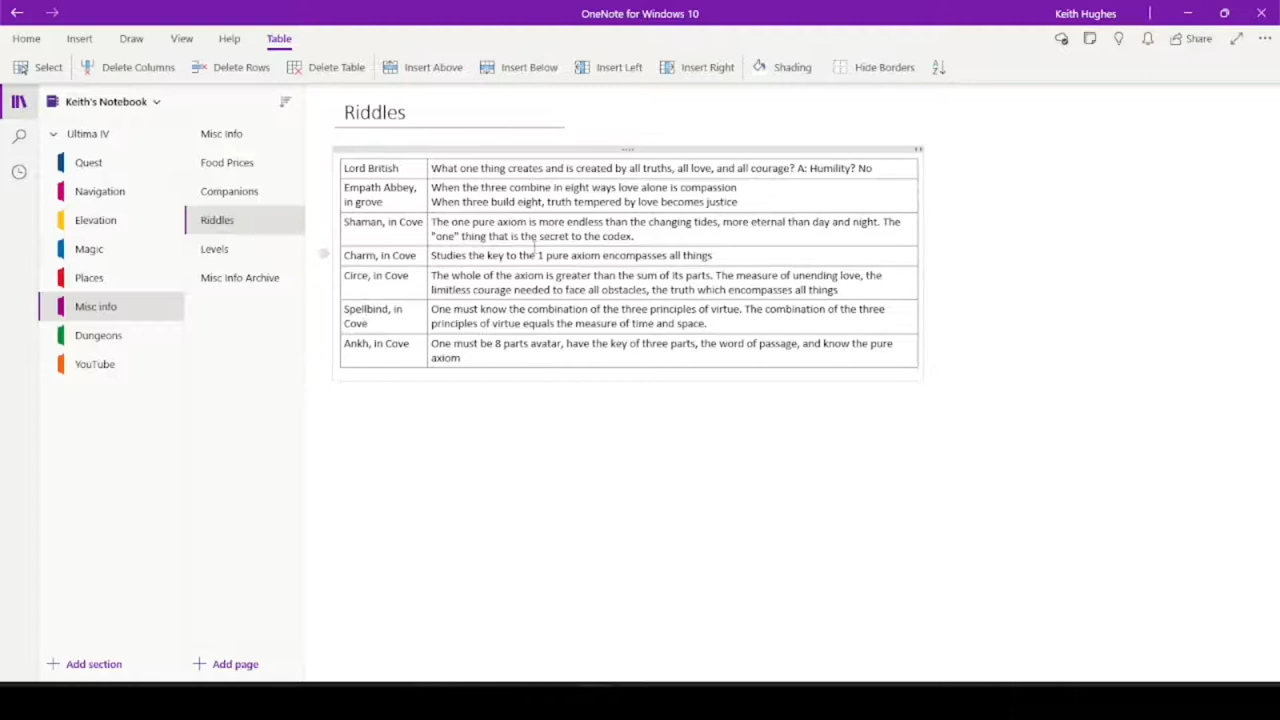 OneNote for Windows 10
Keith Hughes
Home Insert Draw View Help Table
Share
Select Delete Columns Delete Rows Delete Table Insert Above Insert Below Insert Left Insert Right Shading Hide Borders
Keith's Notebook
Ultima IV
Quest
Navigation
Elevation
Magic
Places
Misc info
Dungeons
YouTube
Add section
Misc Info
Food Prices
Companions
Riddles
Levels
Misc Info Archive
Add page
Riddles
Lord British What one thing creates and is created by all truths, all love, and all courage? A: Humility? No
Empath Abbey, When the three combine in eight ways love alone is compassion
in grove When three build eight, truth tempered by love becomes justice
Shaman, in Cove The one pure axiom is more endless than the changing tides, more eternal than day and night. The
"one" thing that is the secret to the codex.
Charm, in Cove Studies the key to the 1 pure axiom encompasses all things
Circe, in Cove The whole of the axiom is greater than the sum of its parts. The measure of unending love, the
limitless courage needed to face all obstacles, the truth which encompasses all things
Spellbind, in One must know the combination of the three principles of virtue. The combination of the three
Cove principles of virtue equals the measure of time and space.
Ankh, in Cove One must be 8 parts avatar, have the key of three parts, the word of passage, and know the pure
axiom